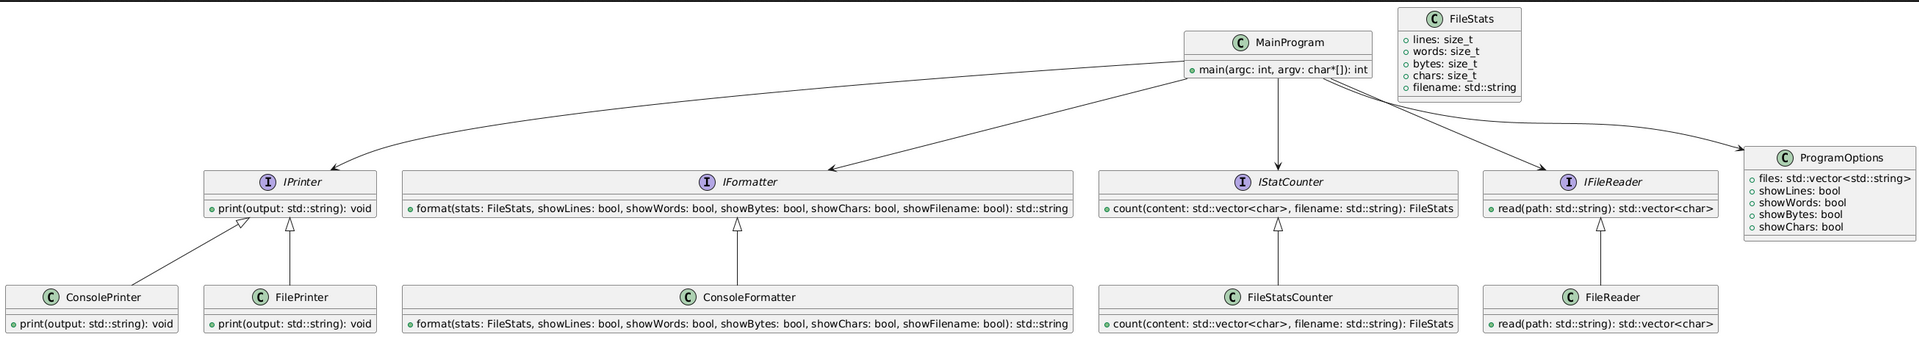 C FileStats
lines: size_t
words: size_t
bytes: size_t
chars: size_t
filename: std::string
C MainProgram
main(argc: int, argv: char*[]): int
I IPrinter
print(output: std::string): void
I IFormatter
format(stats: FileStats, showLines: bool, showWords: bool, showBytes: bool, showChars: bool, showFilename: bool): std::string
I IStatCounter
count(content: std::vector<char>, filename: std::string): FileStats
I IFileReader
read(path: std::string): std::vector<char>
C ProgramOptions
files: std::vector<std::string>
showLines: bool
showWords: bool
showBytes: bool
showChars: bool
C ConsolePrinter
print(output: std::string): void
C FilePrinter
print(output: std::string): void
C ConsoleFormatter
format(stats: FileStats, showLines: bool, showWords: bool, showBytes: bool, showChars: bool, showFilename: bool): std::string
C FileStatsCounter
count(content: std::vector<char>, filename: std::string): FileStats
C FileReader
read(path: std::string): std::vector<char>